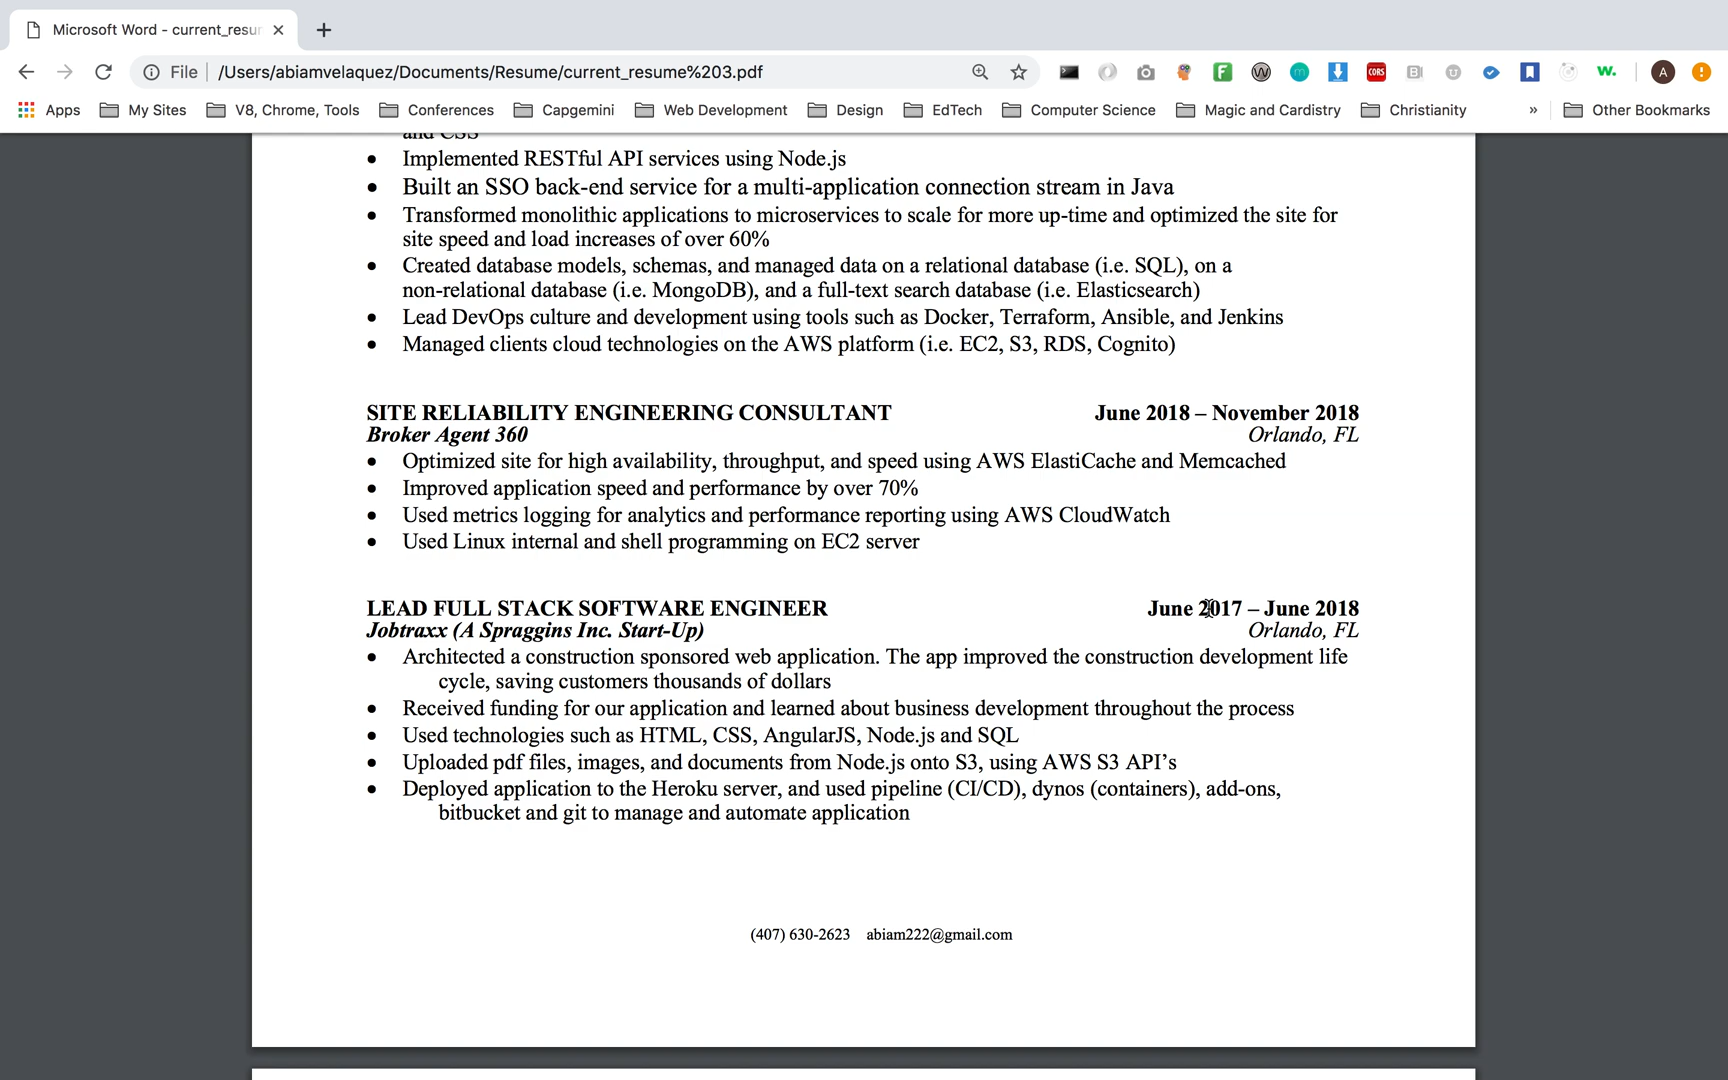 Microsoft Word - current_resu
File /Users/abiamvelaquez/Documents/Resume/current_resume%203.pdf
Apps My Sites V8, Chrome, Tools Conferences Capgemini Web Development Design EdTech Computer Science Magic and Cardistry Christianity » Other Bookmarks
and CSS
• Implemented RESTful API services using Node.js
• Built an SSO back-end service for a multi-application connection stream in Java
• Transformed monolithic applications to microservices to scale for more up-time and optimized the site for
site speed and load increases of over 60%
• Created database models, schemas, and managed data on a relational database (i.e. SQL), on a
non-relational database (i.e. MongoDB), and a full-text search database (i.e. Elasticsearch)
• Lead DevOps culture and development using tools such as Docker, Terraform, Ansible, and Jenkins
• Managed clients cloud technologies on the AWS platform (i.e. EC2, S3, RDS, Cognito)
SITE RELIABILITY ENGINEERING CONSULTANT June 2018 – November 2018
Broker Agent 360 Orlando, FL
• Optimized site for high availability, throughput, and speed using AWS ElastiCache and Memcached
• Improved application speed and performance by over 70%
• Used metrics logging for analytics and performance reporting using AWS CloudWatch
• Used Linux internal and shell programming on EC2 server
LEAD FULL STACK SOFTWARE ENGINEER June 2017 – June 2018
Jobtraxx (A Spraggins Inc. Start-Up) Orlando, FL
• Architected a construction sponsored web application. The app improved the construction development life
cycle, saving customers thousands of dollars
• Received funding for our application and learned about business development throughout the process
• Used technologies such as HTML, CSS, AngularJS, Node.js and SQL
• Uploaded pdf files, images, and documents from Node.js onto S3, using AWS S3 API’s
• Deployed application to the Heroku server, and used pipeline (CI/CD), dynos (containers), add-ons,
bitbucket and git to manage and automate application
(407) 630-2623 abiam222@gmail.com